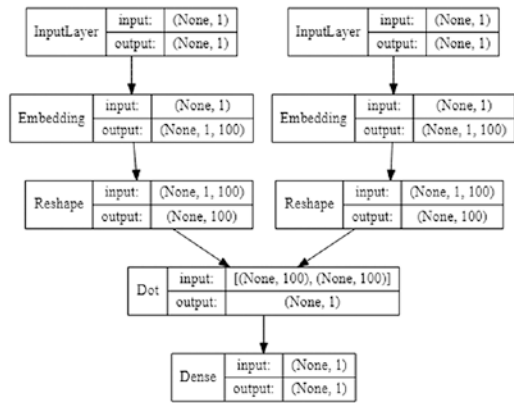 InputLayer input: (None, 1)
output: (None, 1)
InputLayer input: (None, 1)
output: (None, 1)
Embedding input: (None, 1)
output: (None, 1, 100)
Embedding input: (None, 1)
output: (None, 1, 100)
Reshape input: (None, 1, 100)
output: (None, 100)
Reshape input: (None, 1, 100)
output: (None, 100)
Dot input: [(None, 100), (None, 100)]
output: (None, 1)
Dense input: (None, 1)
output: (None, 1)